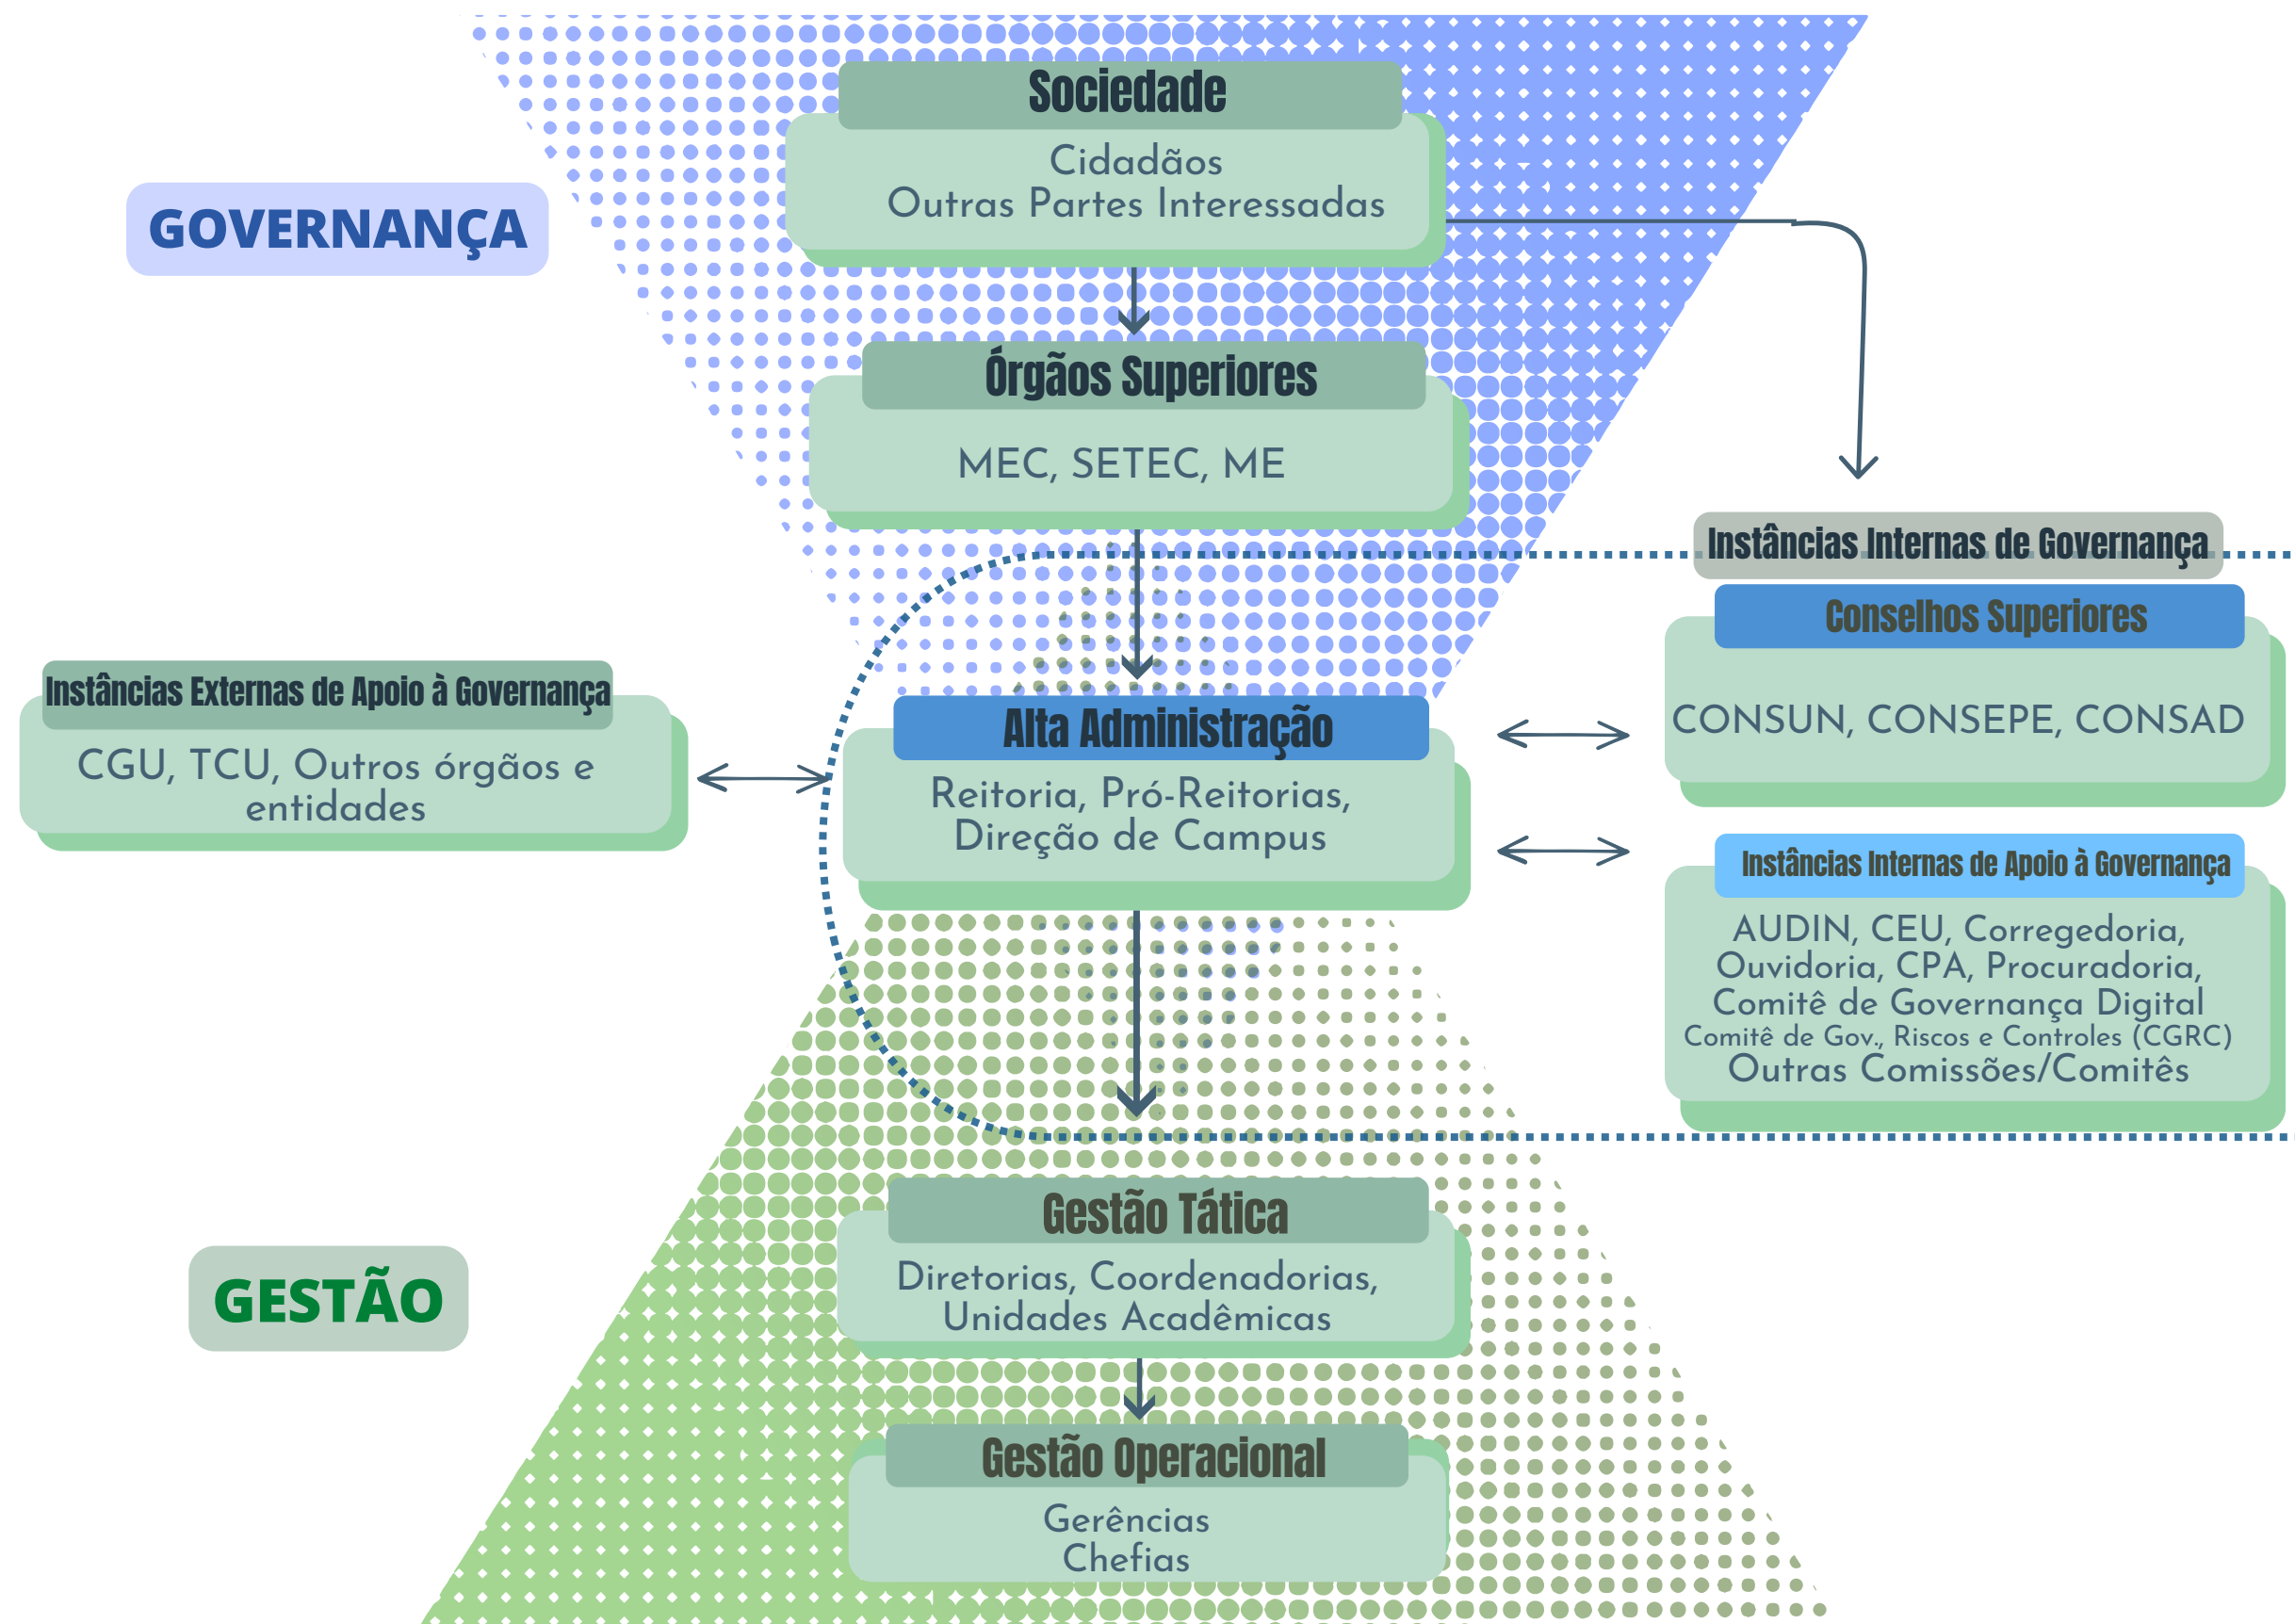 Sociedade
Cidadãos
Outras Partes Interessadas
GOVERNANÇA
Órgãos Superiores
MEC, SETEC, ME
Instâncias Internas de Governança
Conselhos Superiores
CONSUN, CONSEPE, CONSAD
Instâncias Externas de Apoio à Governança
CGU, TCU, Outros órgãos e
entidades
Alta Administração
Reitoria, Pró-Reitorias,
Direção de Campus
Instâncias Internas de Apoio à Governança
AUDIN, CEU, Corregedoria,
Ouvidoria, CPA, Procuradoria,
Comitê de Governança Digital
Comitê de Gov., Riscos e Controles (CGRC)
Outras Comissões/Comitês
Gestão Tática
Diretorias, Coordenadorias,
Unidades Acadêmicas
GESTÃO
Gestão Operacional
Gerências
Chefias